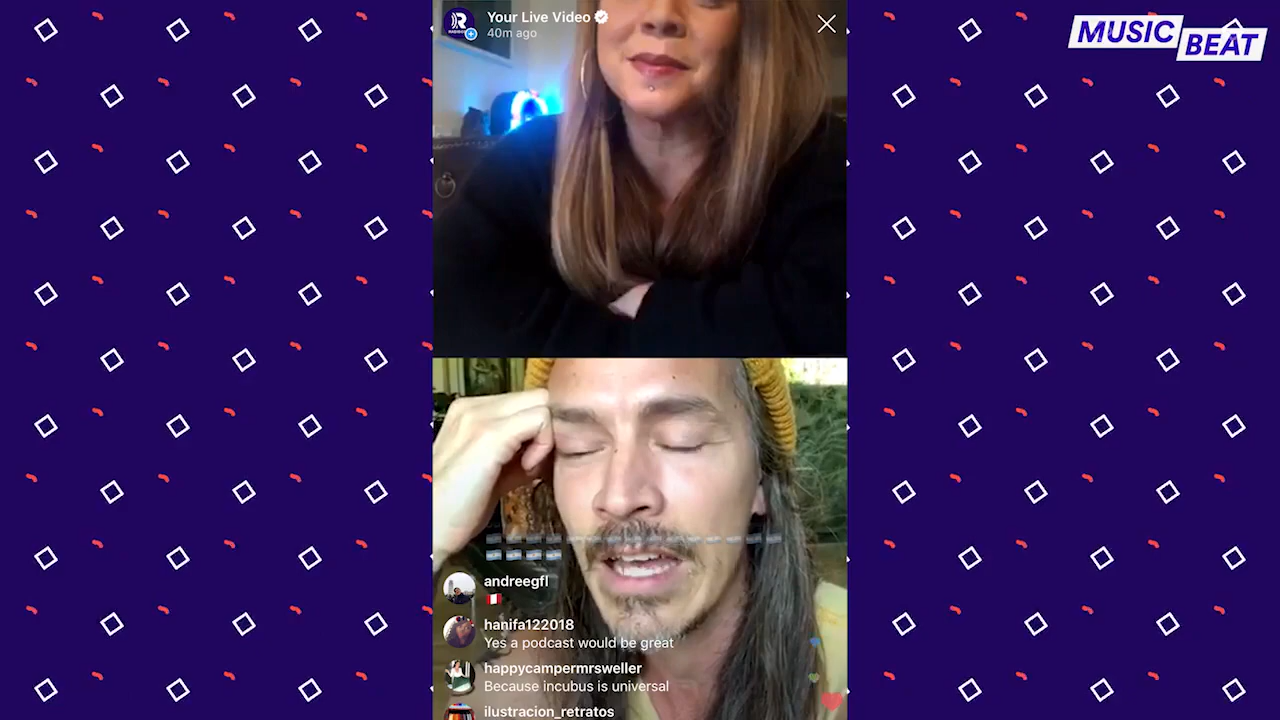 Your Live Video
40m ago
MUSIC
BEAT
andreegfl
hanifa122018
Yes a podcast would be great
happycampermrsweller
Because incubus is universal
ilustracion_retratos